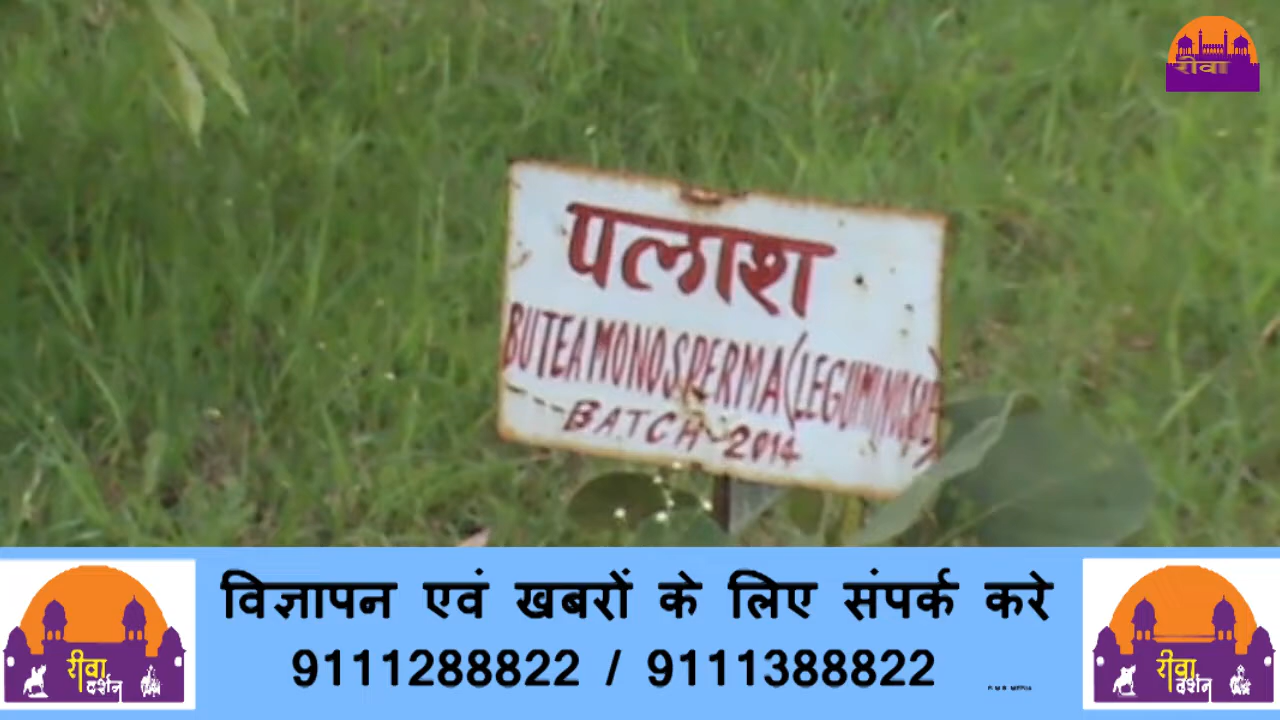 रीवा
पलाश
BUTEA MONOSPERMA (LEGUMINOSAE)
BATCH - 2014
विज्ञापन एवं खबरों के लिए संपर्क करे
9111288822 / 9111388822
रीवा
दर्शन
रीवा
दर्शन